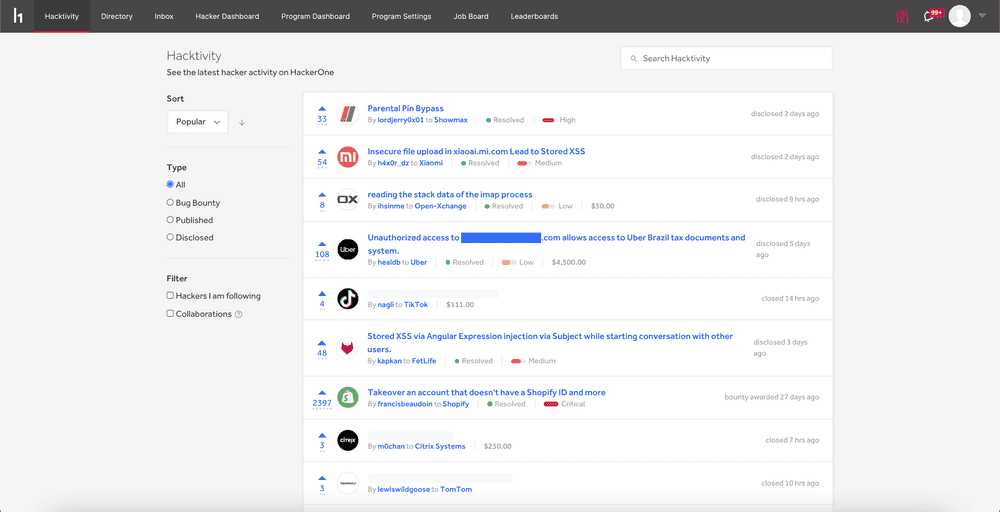 h1 Hacktivity Directory Inbox Hacker Dashboard Program Dashboard Program Settings Job Board Leaderboards 99+
Hacktivity
See the latest hacker activity on HackerOne
Search Hacktivity
Sort
Popular
Type
All
Bug Bounty
Published
Disclosed
Filter
Hackers I am following
Collaborations
33
Parental Pin Bypass
By lordjerry0x01 to Showmax Resolved High
disclosed 2 days ago
54
mi
Insecure file upload in xiaoai.mi.com Lead to Stored XSS
By h4x0r_dz to Xiaomi Resolved Medium
disclosed 2 days ago
8
OX
reading the stack data of the imap process
By ihsinme to Open-Xchange Resolved Low $50.00
disclosed 9 hrs ago
108
Uber
Unauthorized access to .com allows access to Uber Brazil tax documents and
system.
By healdb to Uber Resolved Low $4,500.00
disclosed 5 days
ago
4
By nagli to TikTok $111.00
closed 14 hrs ago
48
Stored XSS via Angular Expression injection via Subject while starting conversation with other
users.
By kapkan to FetLife Resolved Medium
disclosed 3 days
ago
2397
Takeover an account that doesn't have a Shopify ID and more
By francisbeaudoin to Shopify Resolved Critical
bounty awarded 27 days ago
3
citrix
By m0chan to Citrix Systems $250.00
closed 7 hrs ago
3
By lewiswildgoose to TomTom
closed 10 hrs ago